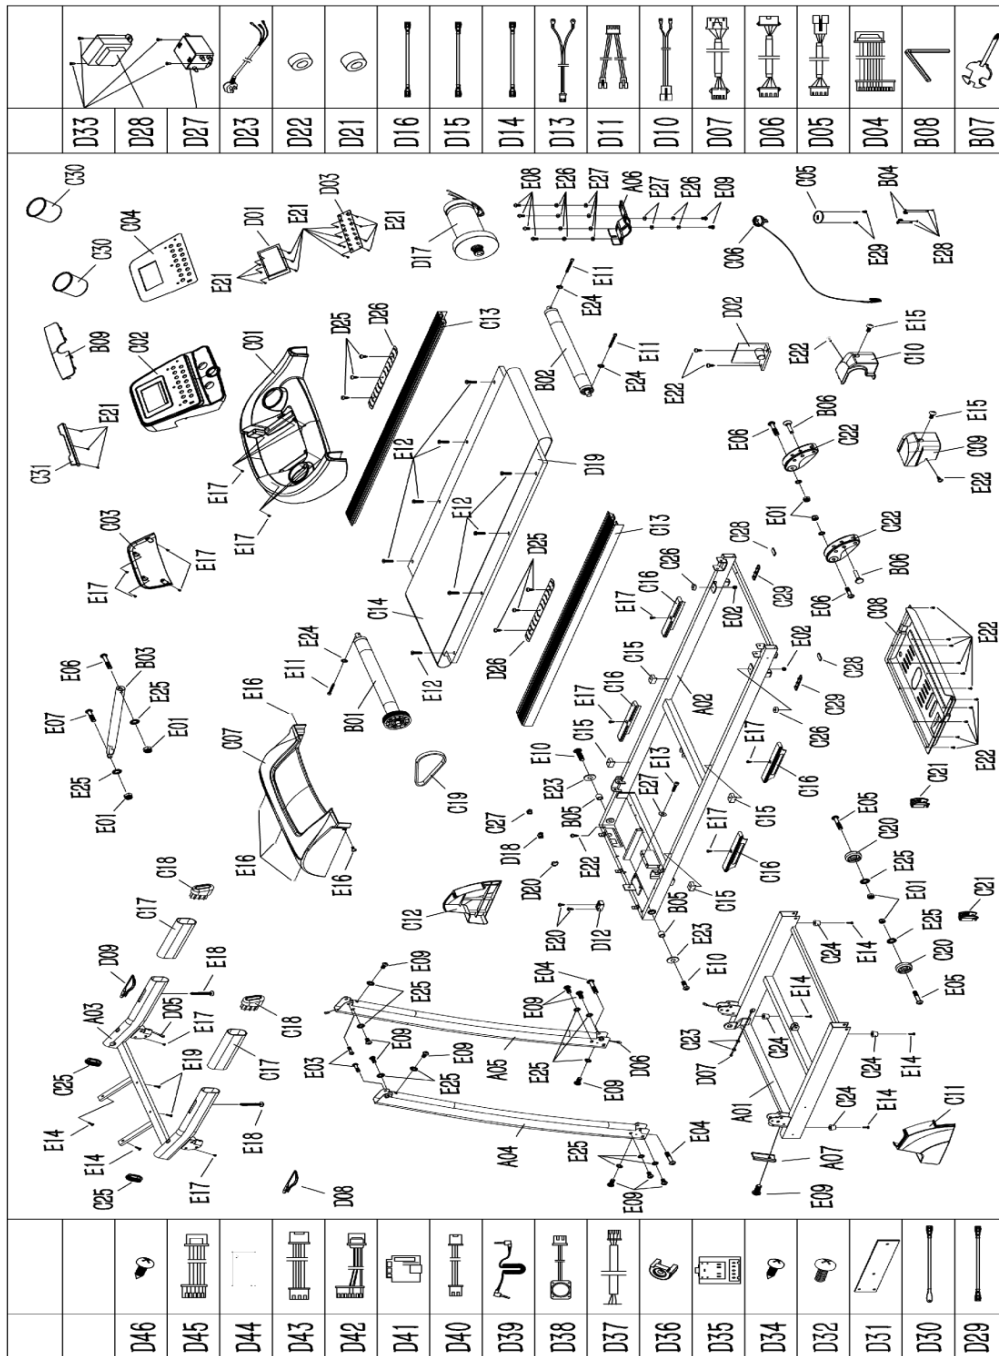 D46
D45
D44
D43
D42
D41
D40
D39
D38
D37
D36
D35
D34
D32
D31
D30
D29
C25
E14
E14
E17
D08
E18
E19
C25
A03
D09
D05
E17
E18
C17
C18
C17
C18
E16
E16
C07
E16
E01
E25
E07
E06
B03
E25
E01
E17
C03
E17
C31
E21
B09
C02
C30
C04
C30
E17
E17
C01
E21
D01
E21
D03
E21
D17
E08
E26
E27
A06
E27
E26
E09
A04
E09
E25
E04
E03
E09
E25
E09
E25
E09
A05
E25
E09
D06
E09
E04
C12
D20
D18
C27
C19
B01
E11
E24
E12
C14
E12
E12
D19
D25
D26
C13
D26
D25
C13
B02
E24
E11
E24
E11
E20
D12
E22
B05
E23
E10
E27
E13
C15
E17
C16
C15
E17
C16
C26
A02
E10
E23
B05
C15
C16
E17
C15
C16
E17
C26
C29
C28
E02
E02
C29
C28
E06
B06
C22
E01
E06
B06
C22
E22
D02
E22
C10
E15
E22
C09
E15
C06
C05
E29
B04
E28
E09
A07
A01
D07
C23
C24
E14
C24
E14
C24
E14
C24
E14
C11
E05
C20
E25
E01
E25
C20
E05
C21
C21
C08
E22
E22
D33
D28
D27
D23
D22
D21
D16
D15
D14
D13
D11
D10
D07
D06
D05
D04
B08
B07